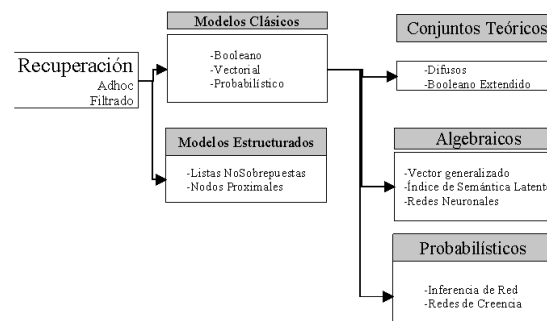 Recuperación
Adhoc
Filtrado
Modelos Clásicos
-Booleano
-Vectorial
-Probabilístico
Modelos Estructurados
-Listas NoSobrepuestas
-Nodos Proximales
Conjuntos Teóricos
-Difusos
-Booleano Extendido
Algebraicos
-Vector generalizado
-Índice de Semántica Latent
-Redes Neuronales
Probabilísticos
-Inferencia de Red
-Redes de Creencia